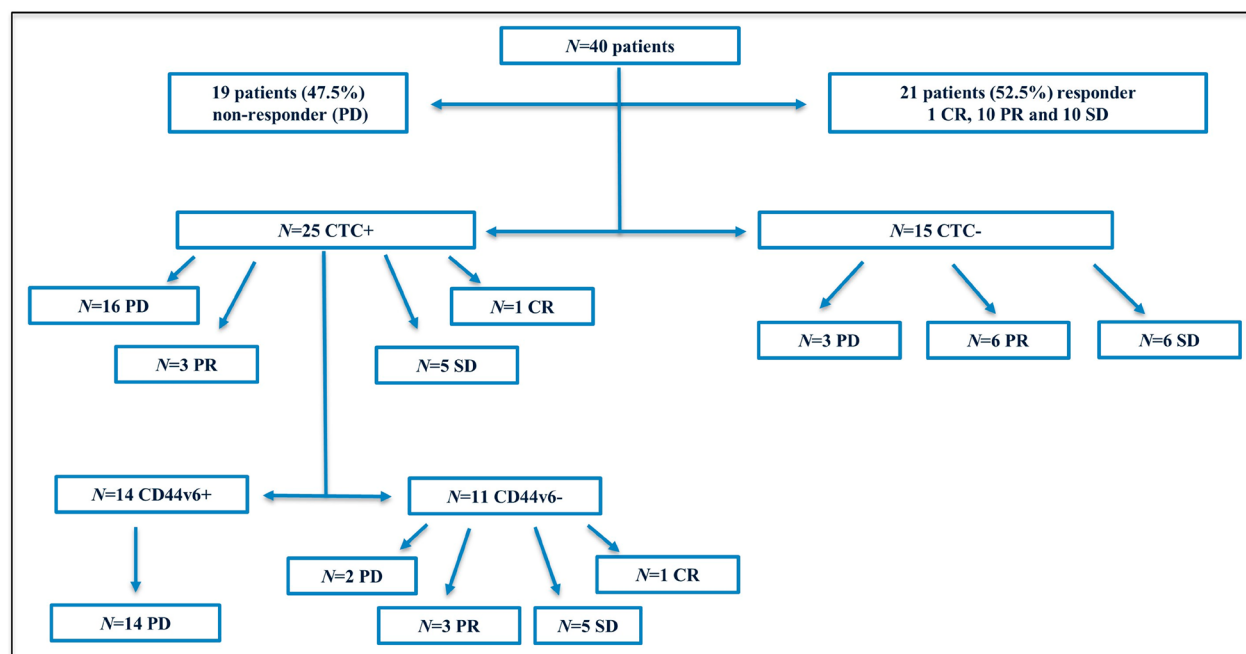 N=40 patients
19 patients (47.5%)
non-responder (PD)
21 patients (52.5%) responder
1 CR, 10 PR and 10 SD
N=25 CTC+
N=15 CTC-
N=16 PD
N=3 PR
N=5 SD
N=1 CR
N=3 PD
N=6 PR
N=6 SD
N=14 CD44v6+
N=11 CD44v6-
N=14 PD
N=2 PD
N=3 PR
N=5 SD
N=1 CR